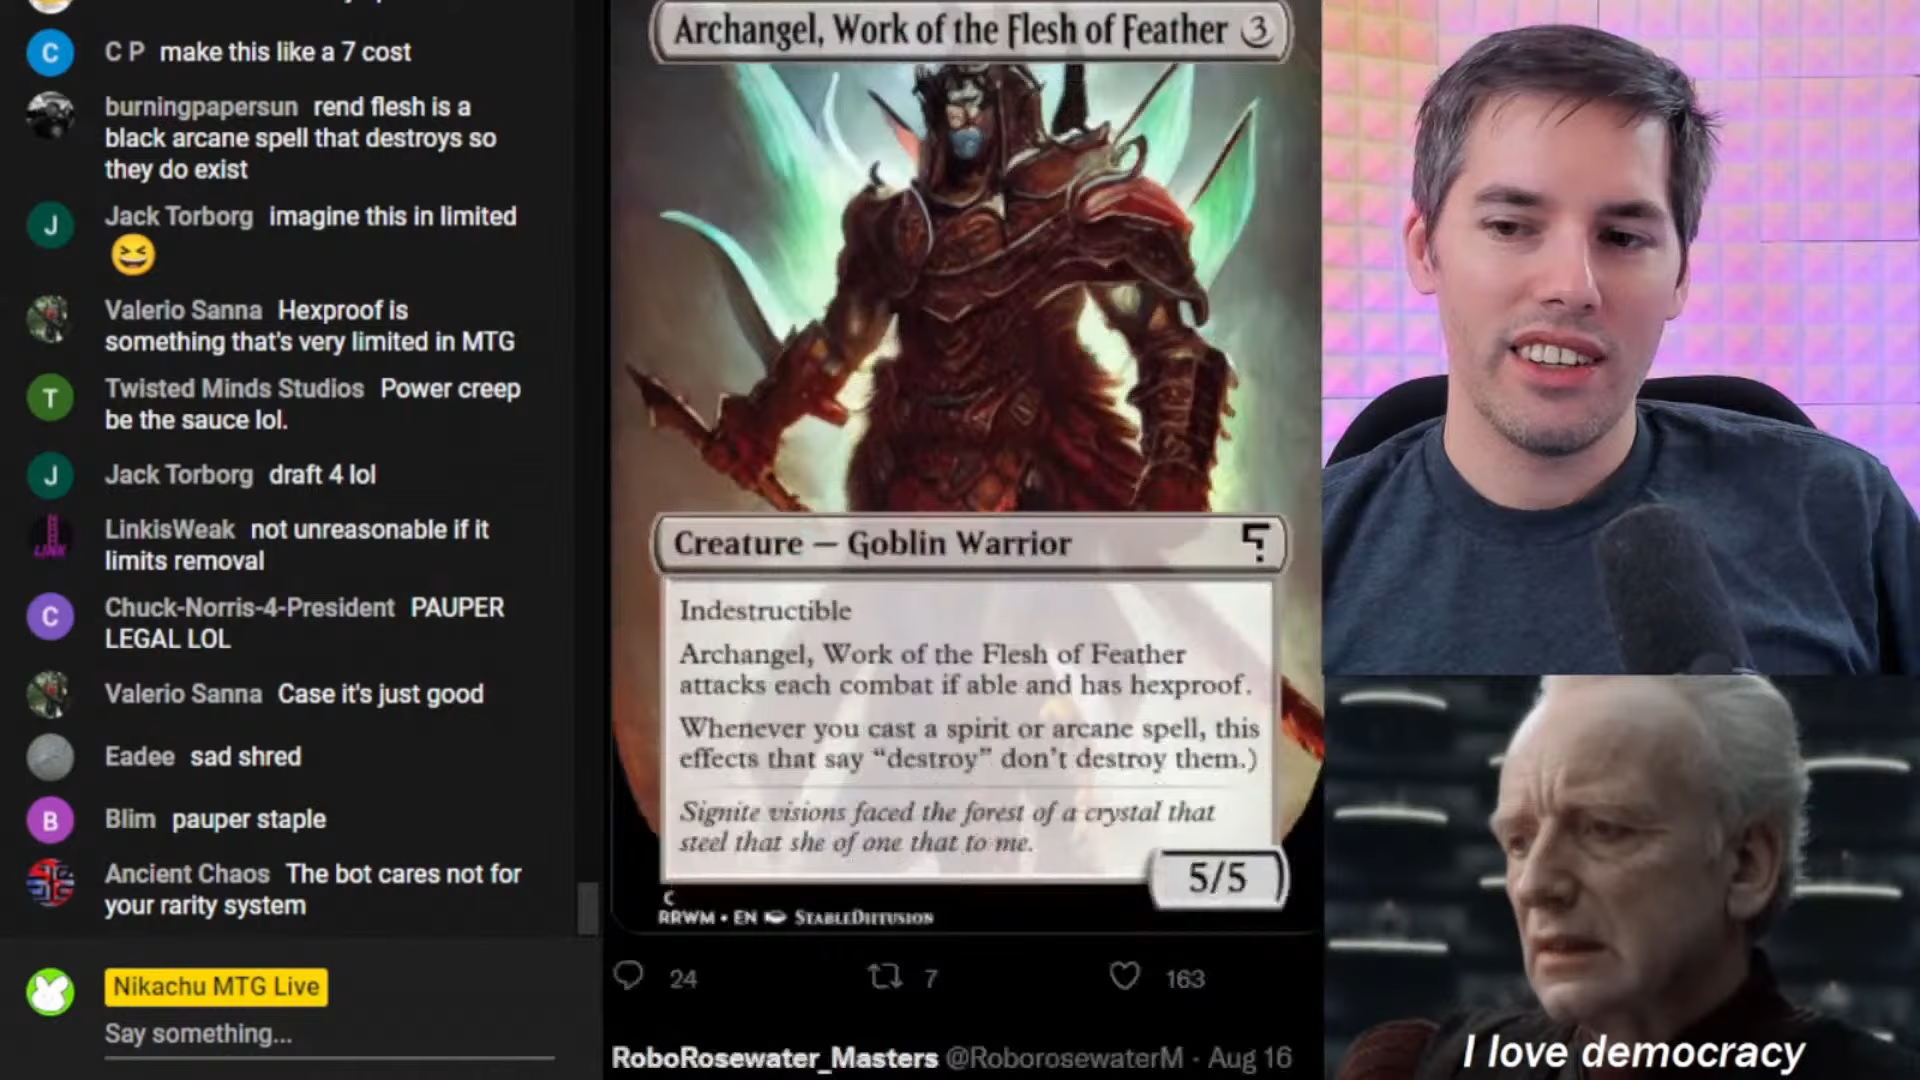 C P make this like a 7 cost
burningpapersun rend flesh is a
black arcane spell that destroys so
they do exist
Jack Torborg imagine this in limited
Valerio Sanna Hexproof is
something that's very limited in MTG
Twisted Minds Studios Power creep
be the sauce lol.
Jack Torborg draft 4 lol
LinkisWeak not unreasonable if it
limits removal
Chuck-Norris-4-President PAUPER
LEGAL LOL
Valerio Sanna Case it's just good
Eadee sad shred
Blim pauper staple
Ancient Chaos The bot cares not for
your rarity system
Nikachu MTG Live
Say something...
C
J
T
J
LINK
C
B
Archangel, Work of the Flesh of Feather 3
Creature — Goblin Warrior
Indestructible
Archangel, Work of the Flesh of Feather
attacks each combat if able and has hexproof.
Whenever you cast a spirit or arcane spell, this
effects that say “destroy” don't destroy them.)
Signite visions faced the forest of a crystal that
steel that she of one that to me.
5/5
C
RRWM • EN StableDiffusion
24 7 163
RoboRosewater_Masters @RoborosewaterM · Aug 16
I love democracy